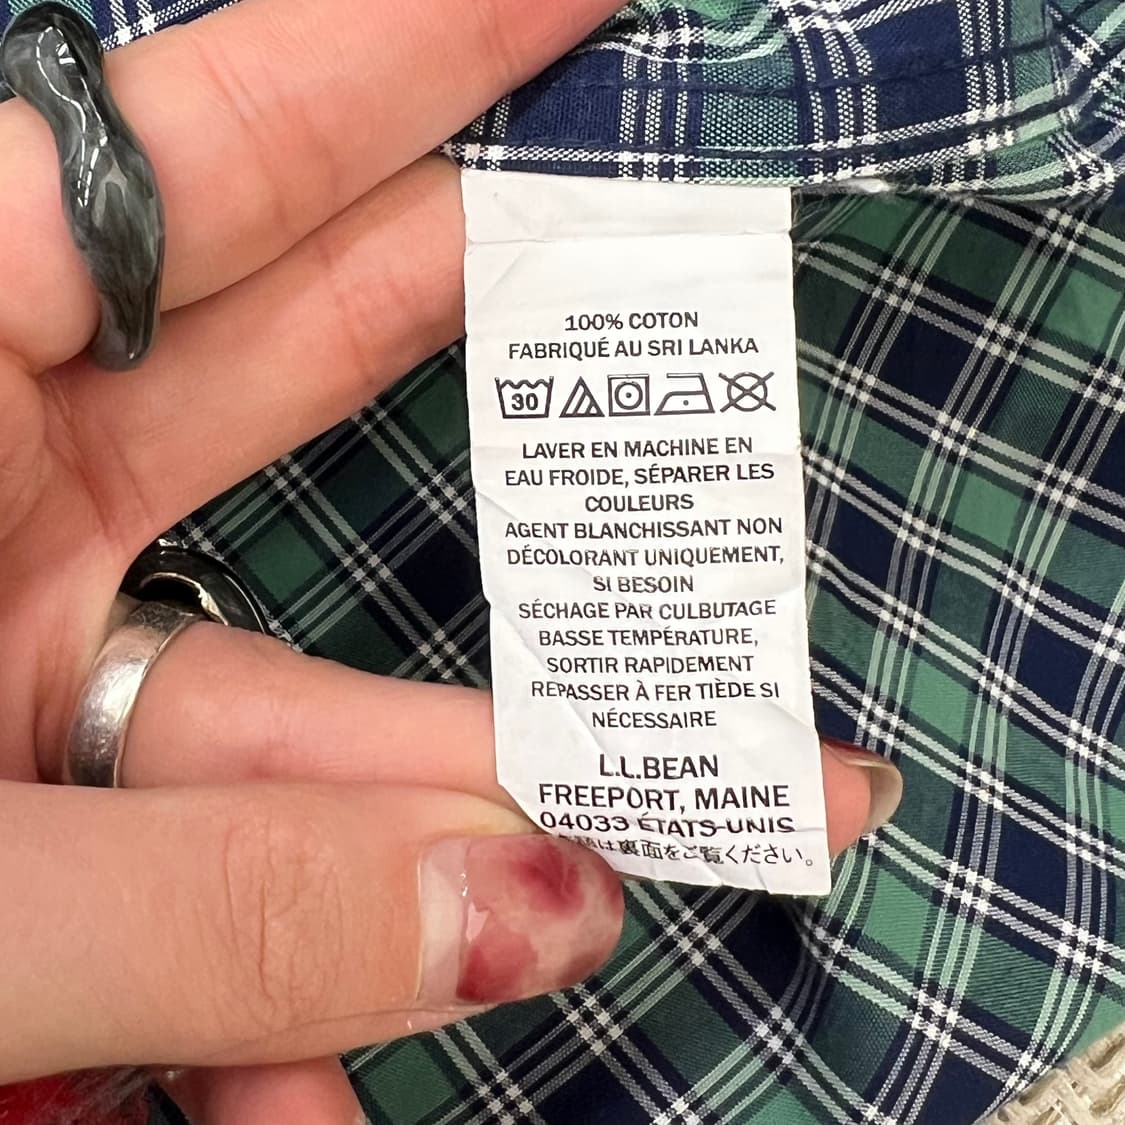 100% COTON
FABRIQUÉ AU SRI LANKA
30
LAVER EN MACHINE EN
EAU FROIDE, SÉPARER LES
COULEURS
AGENT BLANCHISSANT NON
DÉCOLORANT UNIQUEMENT,
SI BESOIN
SÉCHAGE PAR CULBUTAGE
BASSE TEMPÉRATURE,
SORTIR RAPIDEMENT
REPASSER À FER TIÈDE SI
NÉCESSAIRE
L.L.BEAN
FREEPORT, MAINE
04033 ÉTATS-UNIS
は裏面をご覧ください。